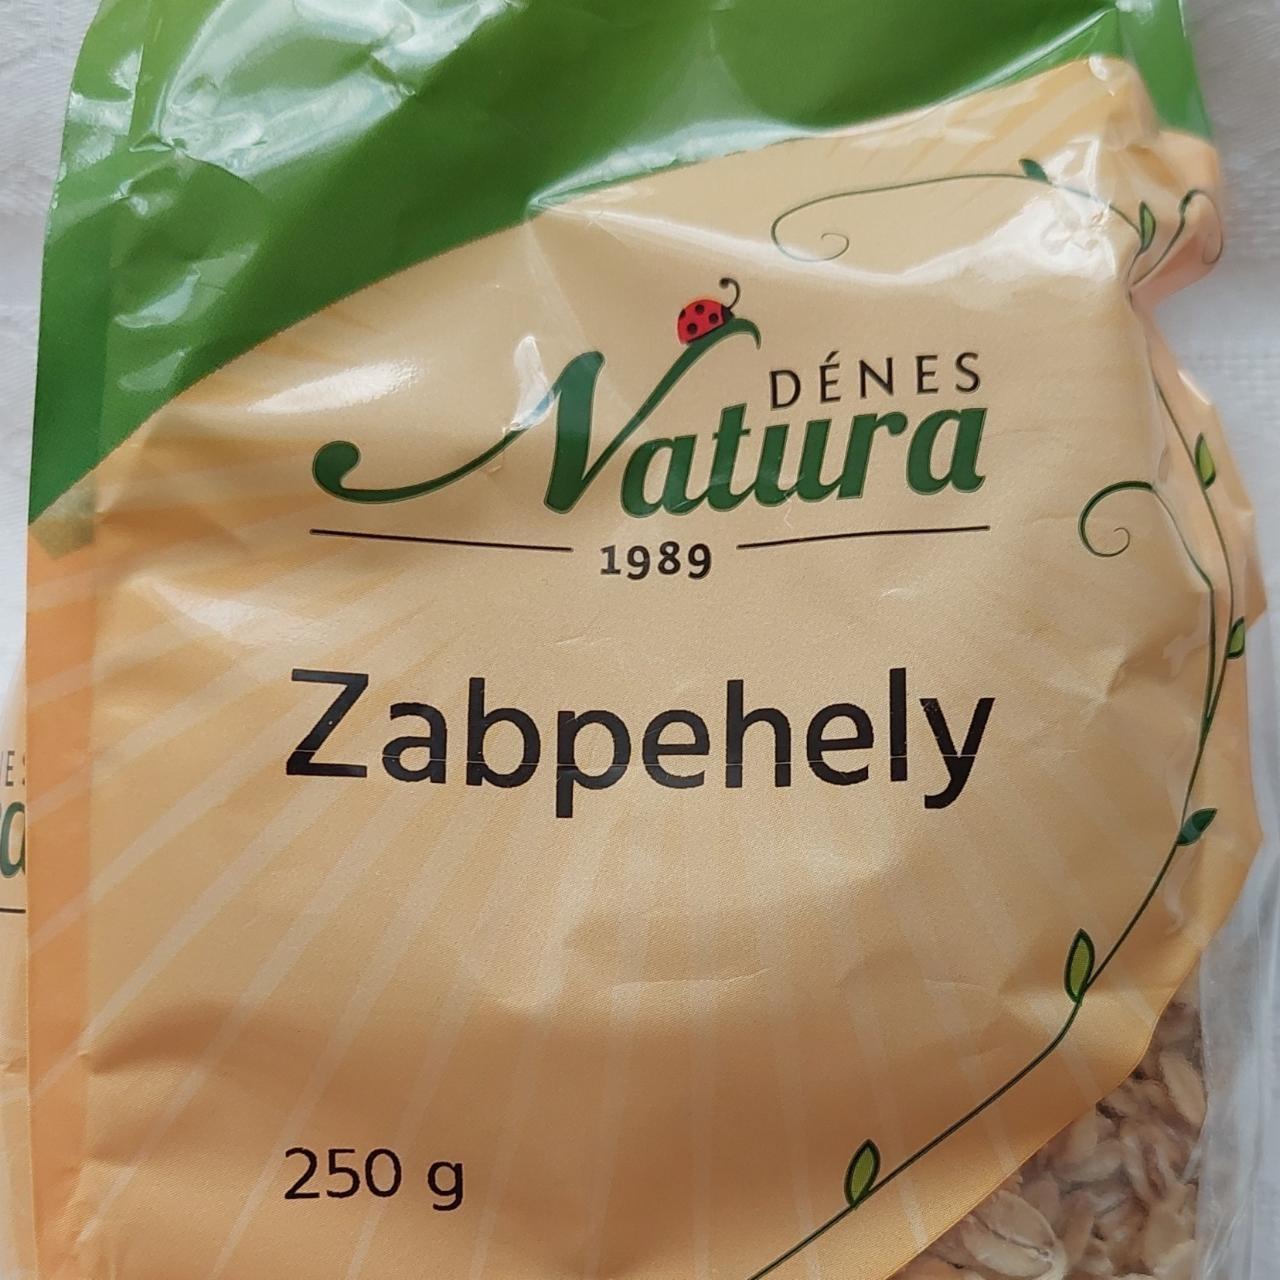 DÉNES
Natura
1989
Zabpehely
250 g